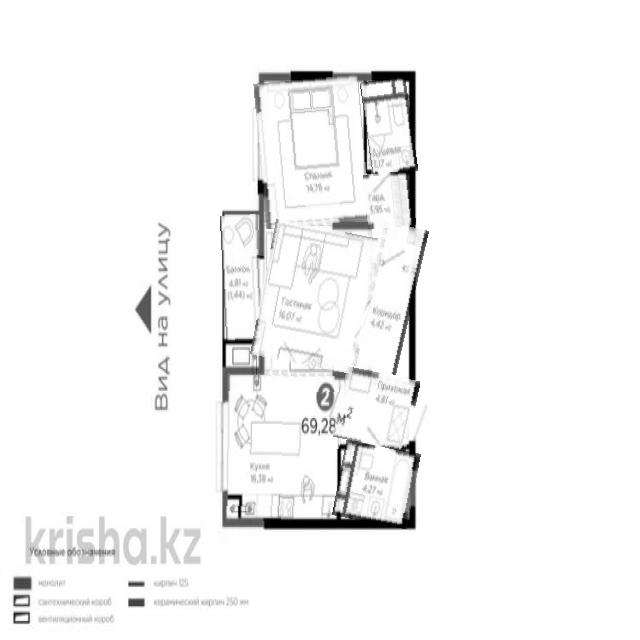 Спальня
14,78 м2
Душевая
3,17 м2
ГАРД.
Балкон
4.81 м2
(1.44) м2
Вид на улицу
Гостиная
16,07 м2
Коридор
4,42 м2
2
69,28 м2
Прихожая
4,81 м2
Кухня
16,38 м2
Ванная
4,27 м2
krisha.kz
Условные обозначения
монолит
кирпич 125
сантехнический короб
керамический кирпич 250 мм
вентиляционный короб